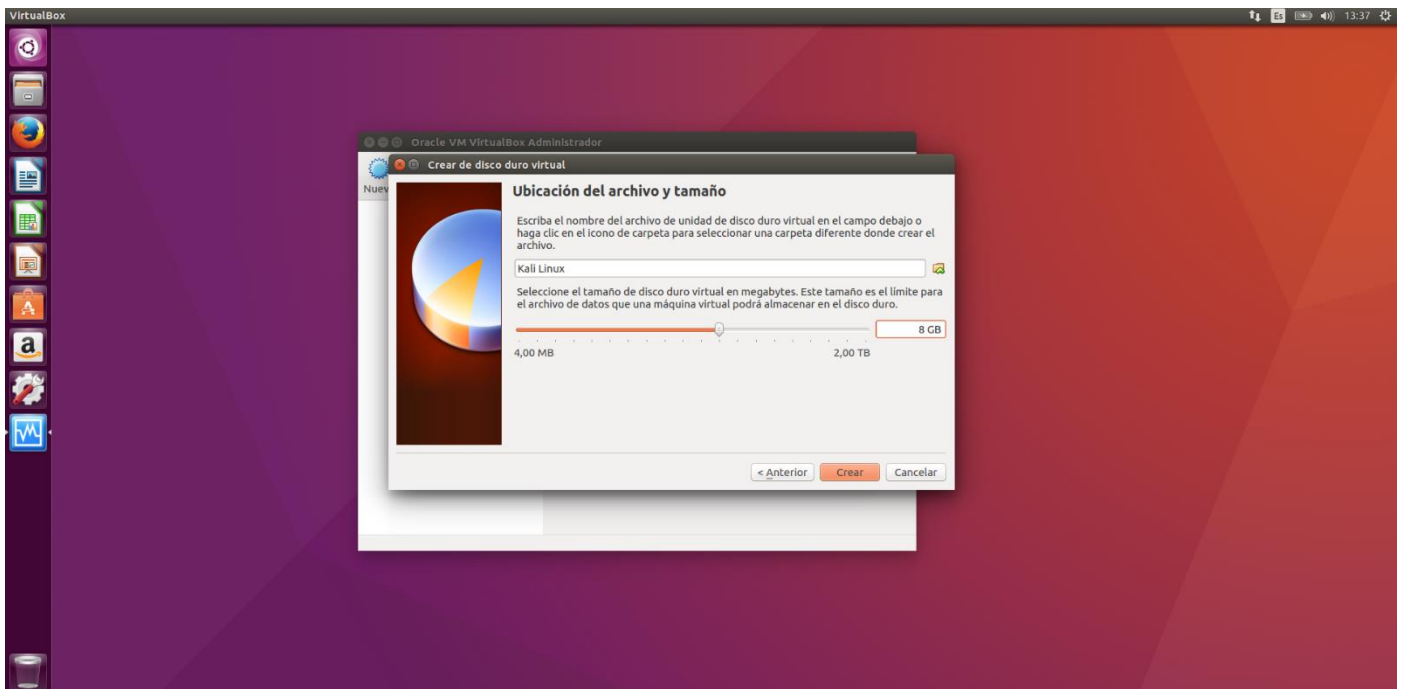 VirtualBox
Es
13:37
Oracle VM VirtualBox Administrador
Crear de disco duro virtual
Nuev
Ubicación del archivo y tamaño
Escriba el nombre del archivo de unidad de disco duro virtual en el campo debajo o
haga clic en el icono de carpeta para seleccionar una carpeta diferente donde crear el
archivo.
Kali Linux
Seleccione el tamaño de disco duro virtual en megabytes. Este tamaño es el límite para
el archivo de datos que una máquina virtual podrá almacenar en el disco duro.
8 GB
4,00 MB
2,00 TB
< Anterior
Crear
Cancelar